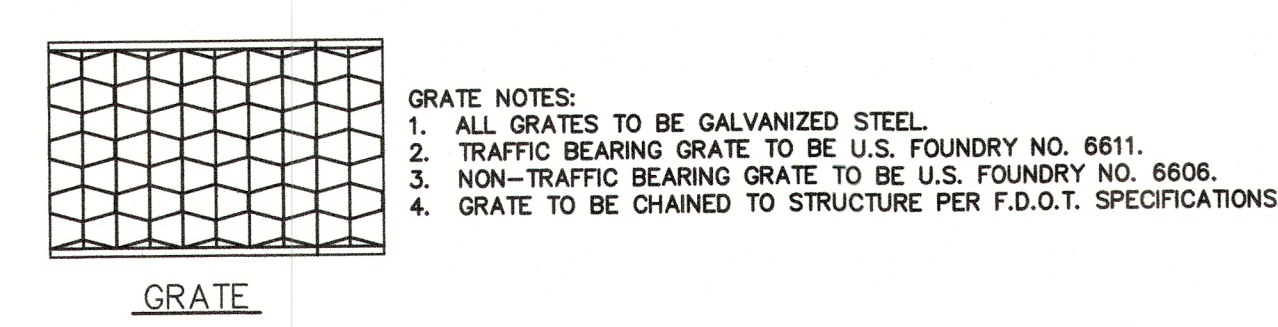 GRATE NOTES:
1. ALL GRATES TO BE GALVANIZED STEEL.
2. TRAFFIC BEARING GRATE TO BE U.S. FOUNDRY NO. 6611.
3. NON-TRAFFIC BEARING GRATE TO BE U.S. FOUNDRY NO. 6606.
4. GRATE TO BE CHAINED TO STRUCTURE PER F.D.O.T. SPECIFICATIONS
GRATE